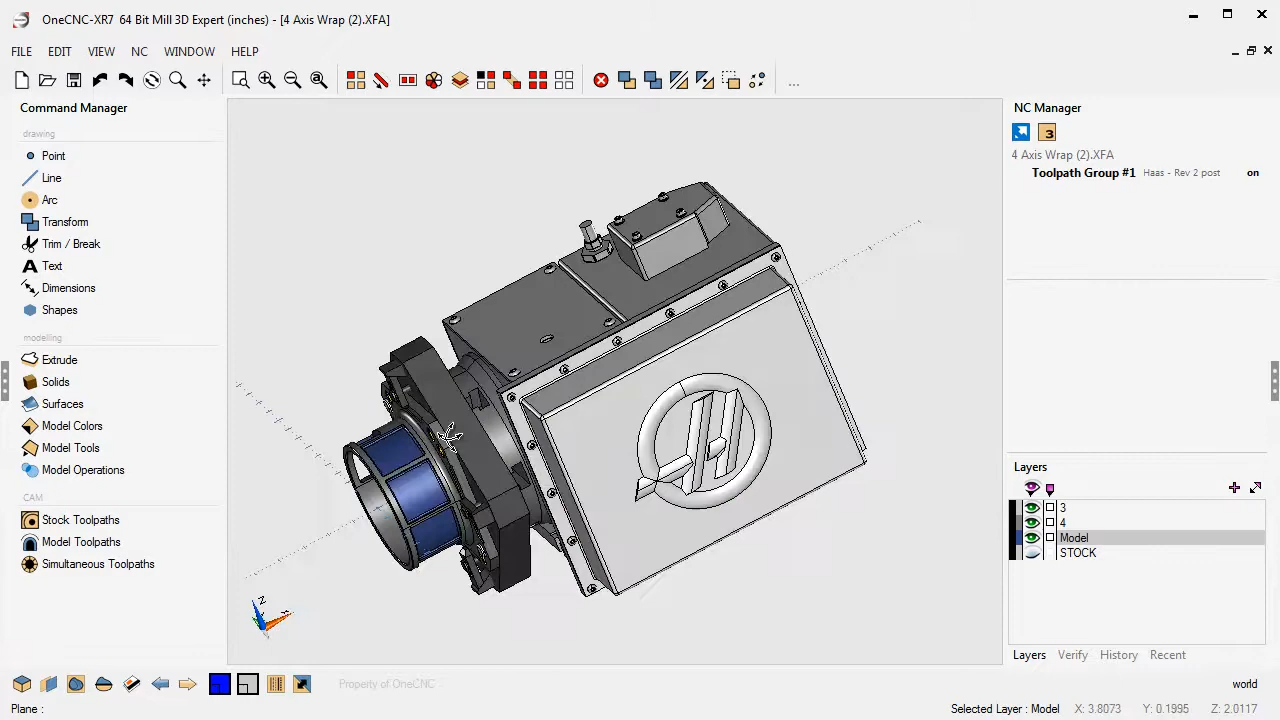 OneCNC-XR7 64 Bit Mill 3D Expert (inches) - [4 Axis Wrap (2).XFA]
FILE EDIT VIEW NC WINDOW HELP
...
Command Manager
drawing
Point
Line
Arc
Transform
Trim / Break
A Text
Dimensions
Shapes
modelling
Extrude
Solids
Surfaces
Model Colors
Model Tools
Model Operations
CAM
Stock Toolpaths
Model Toolpaths
Simultaneous Toolpaths
Z
NC Manager
3
4 Axis Wrap (2).XFA
Toolpath Group #1 Haas - Rev 2 post on
Layers
3
4
Model
STOCK
Layers Verify History Recent
Property of OneCNC
world
Plane :
Selected Layer : Model X: 3.8073 Y: 0.1995 Z: 2.0117